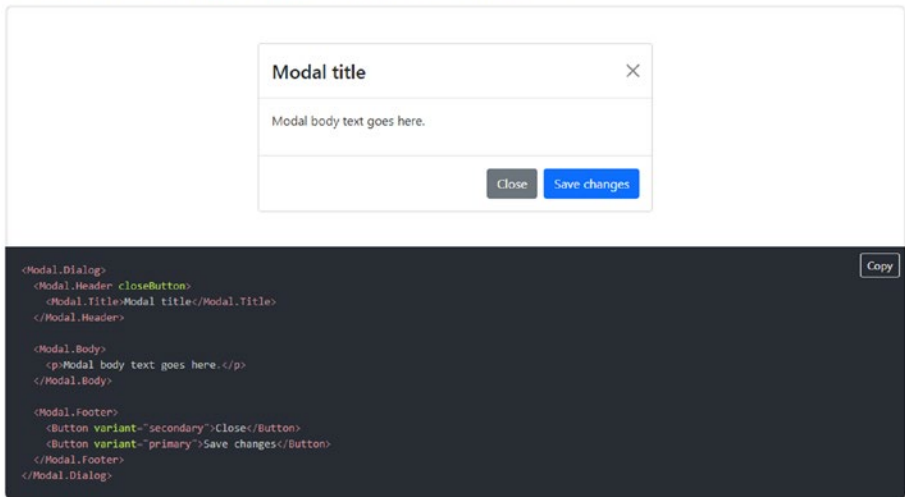 Modal title
Modal body text goes here.
Close Save changes
Copy
<Modal.Dialog>
<Modal.Header closeButton>
<Modal.Title>Modal title</Modal.Title>
</Modal.Header>
<Modal.Body>
<p>Modal body text goes here.</p>
</Modal.Body>
<Modal.Footer>
<Button variant="secondary">Close</Button>
<Button variant="primary">Save changes</Button>
</Modal.Footer>
</Modal.Dialog>